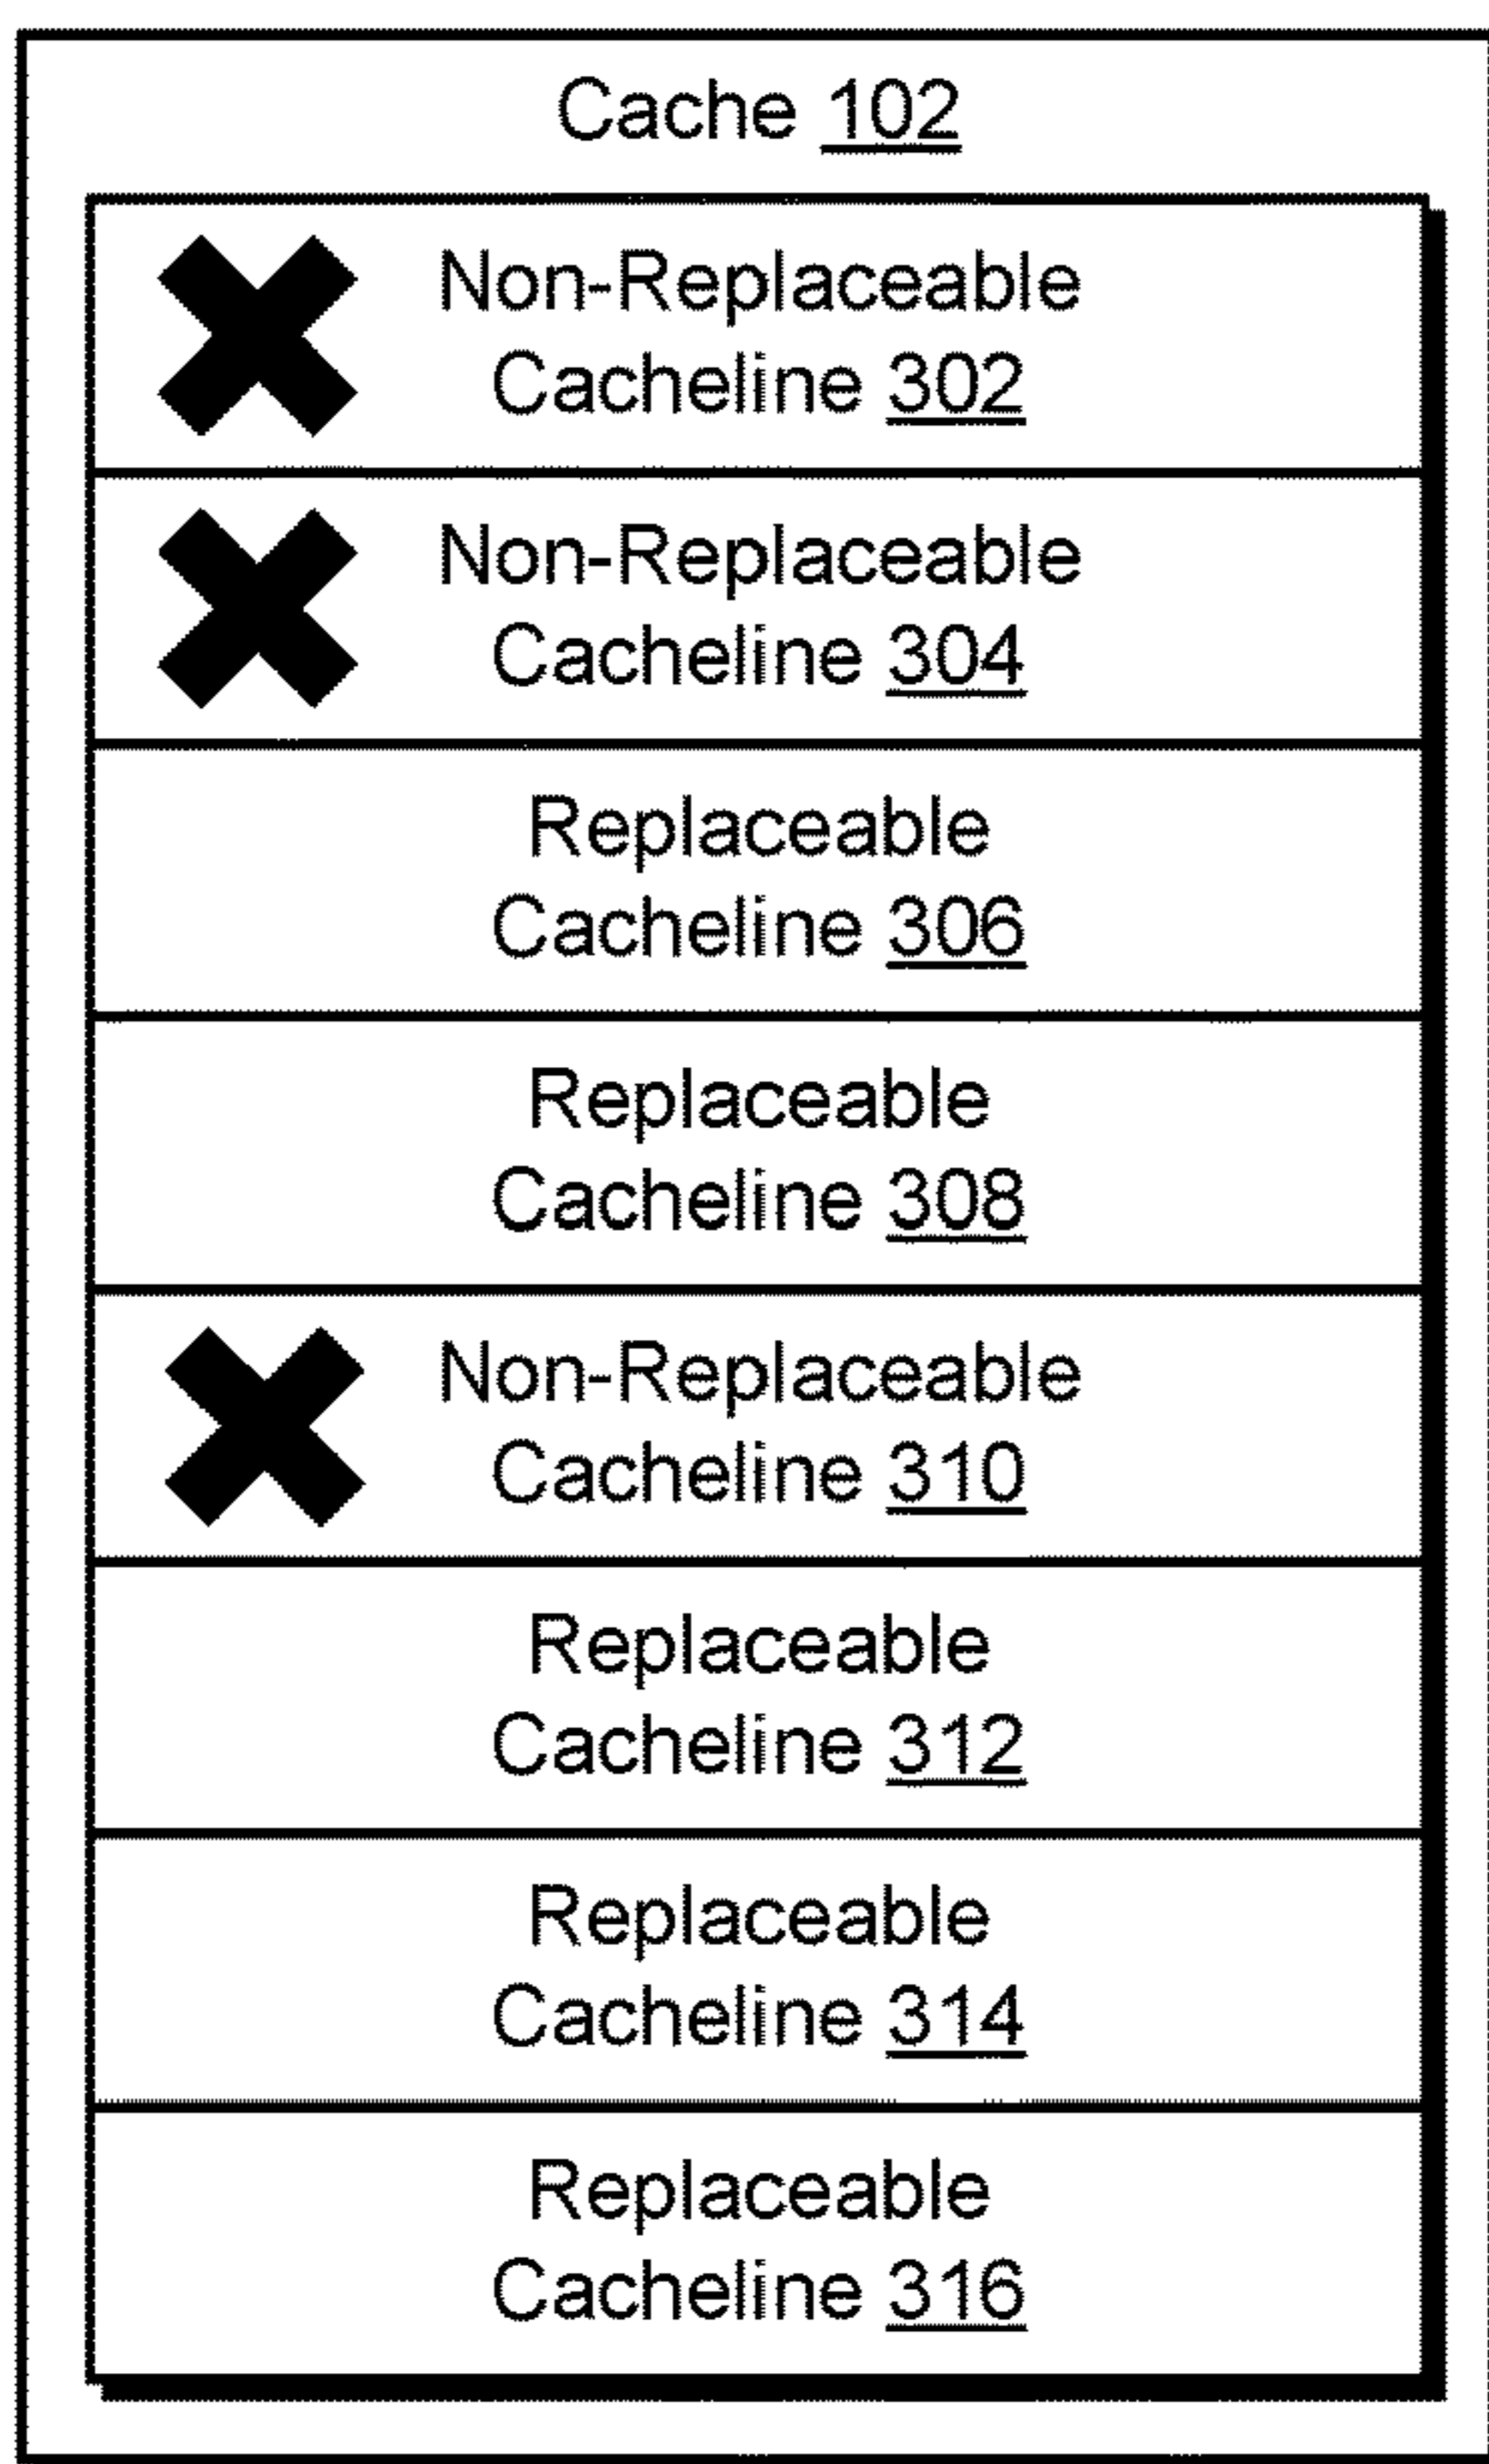 Cache 102
Non-Replaceable
Cacheline 302
Non-Replaceable
Cacheline 304
Replaceable
Cacheline 306
Replaceable
Cacheline 308
Non-Replaceable
Cacheline 310
Replaceable
Cacheline 312
Replaceable
Cacheline 314
Replaceable
Cacheline 316